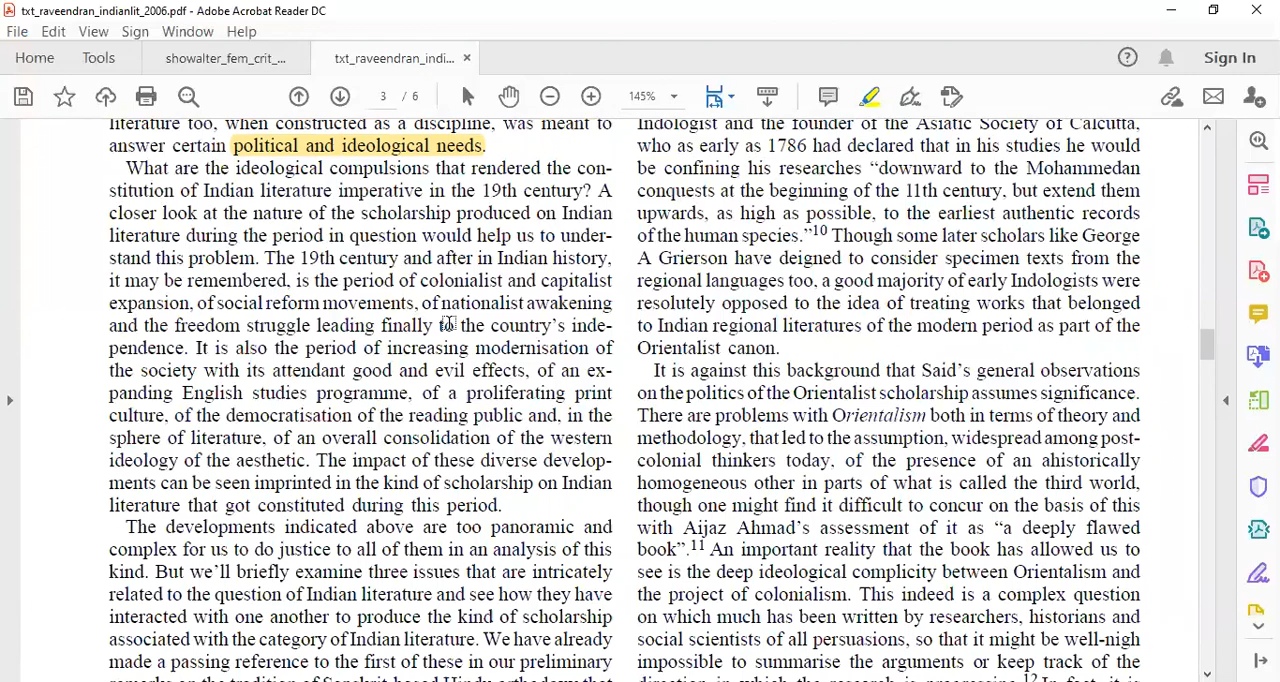 txt_raveendran_indianlit_2006.pdf - Adobe Acrobat Reader DC
File Edit View Sign Window Help
Home Tools showalter_fem_crit_... txt_raveendran_indi... × Sign In
3 / 6 145%
literature too, when constructed as a discipline, was meant to
answer certain political and ideological needs.
What are the ideological compulsions that rendered the con-
stitution of Indian literature imperative in the 19th century? A
closer look at the nature of the scholarship produced on Indian
literature during the period in question would help us to under-
stand this problem. The 19th century and after in Indian history,
it may be remembered, is the period of colonialist and capitalist
expansion, of social reform movements, of nationalist awakening
and the freedom struggle leading finally to the country's inde-
pendence. It is also the period of increasing modernisation of
the society with its attendant good and evil effects, of an ex-
panding English studies programme, of a proliferating print
culture, of the democratisation of the reading public and, in the
sphere of literature, of an overall consolidation of the western
ideology of the aesthetic. The impact of these diverse develop-
ments can be seen imprinted in the kind of scholarship on Indian
literature that got constituted during this period.
The developments indicated above are too panoramic and
complex for us to do justice to all of them in an analysis of this
kind. But we'll briefly examine three issues that are intricately
related to the question of Indian literature and see how they have
interacted with one another to produce the kind of scholarship
associated with the category of Indian literature. We have already
made a passing reference to the first of these in our preliminary
remarks on the tradition of Sanskrit-based Hindu orthodoxy that
Indologist and the founder of the Asiatic Society of Calcutta,
who as early as 1786 had declared that in his studies he would
be confining his researches “downward to the Mohammedan
conquests at the beginning of the 11th century, but extend them
upwards, as high as possible, to the earliest authentic records
of the human species.”10 Though some later scholars like George
A Grierson have deigned to consider specimen texts from the
regional languages too, a good majority of early Indologists were
resolutely opposed to the idea of treating works that belonged
to Indian regional literatures of the modern period as part of the
Orientalist canon.
It is against this background that Said's general observations
on the politics of the Orientalist scholarship assumes significance.
There are problems with Orientalism both in terms of theory and
methodology, that led to the assumption, widespread among post-
colonial thinkers today, of the presence of an ahistorically
homogeneous other in parts of what is called the third world,
though one might find it difficult to concur on the basis of this
with Aijaz Ahmad's assessment of it as “a deeply flawed
book”.11 An important reality that the book has allowed us to
see is the deep ideological complicity between Orientalism and
the project of colonialism. This indeed is a complex question
on which much has been written by researchers, historians and
social scientists of all persuasions, so that it might be well-nigh
impossible to summarise the arguments or keep track of the
direction in which the research is progressing.12 In fact, it is